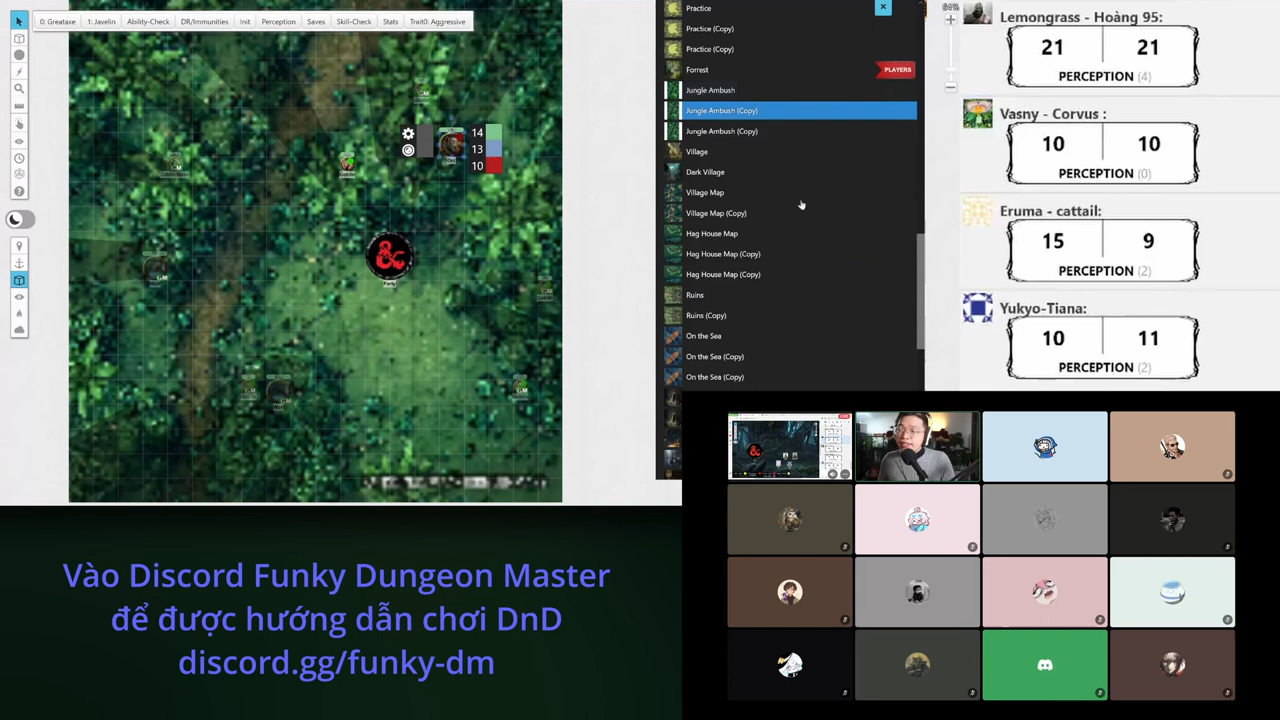 0: Greataxe
1: Javelin
Ability-Check
DR/Immunities
Init
Perception
Saves
Skill-Check
Stats
Trait0: Aggressive
14
13
10
Goblin
Party
Wolf
Practice
Practice (Copy)
Practice (Copy)
Forrest
PLAYERS
Jungle Ambush
Jungle Ambush (Copy)
Jungle Ambush (Copy)
Village
Dark Village
Village Map
Village Map (Copy)
Hag House Map
Hag House Map (Copy)
Hag House Map (Copy)
Ruins
Ruins (Copy)
On the Sea
On the Sea (Copy)
On the Sea (Copy)
64%
Lemongrass - Hoàng 95:
21 21
PERCEPTION (4)
Vasny - Corvus :
10 10
PERCEPTION (0)
Eruma - cattail:
15 9
PERCEPTION (2)
Yukyo-Tiana:
10 11
PERCEPTION (2)
Vào Discord Funky Dungeon Master
để được hướng dẫn chơi DnD
discord.gg/funky-dm